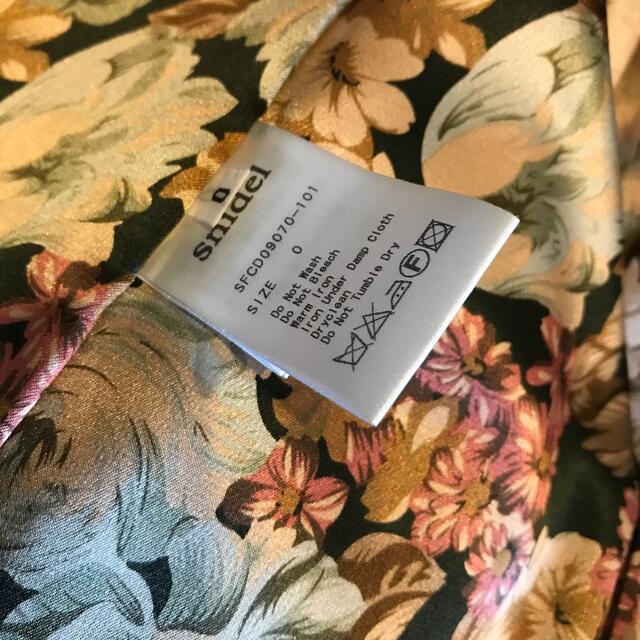 0
snidel
SFCD09070-101
SIZE 0
Do Not Wash
Do Not Bleach
Warm Iron
Iron Under Damp Cloth
Dryclean
Do Not Tumble Dry
F